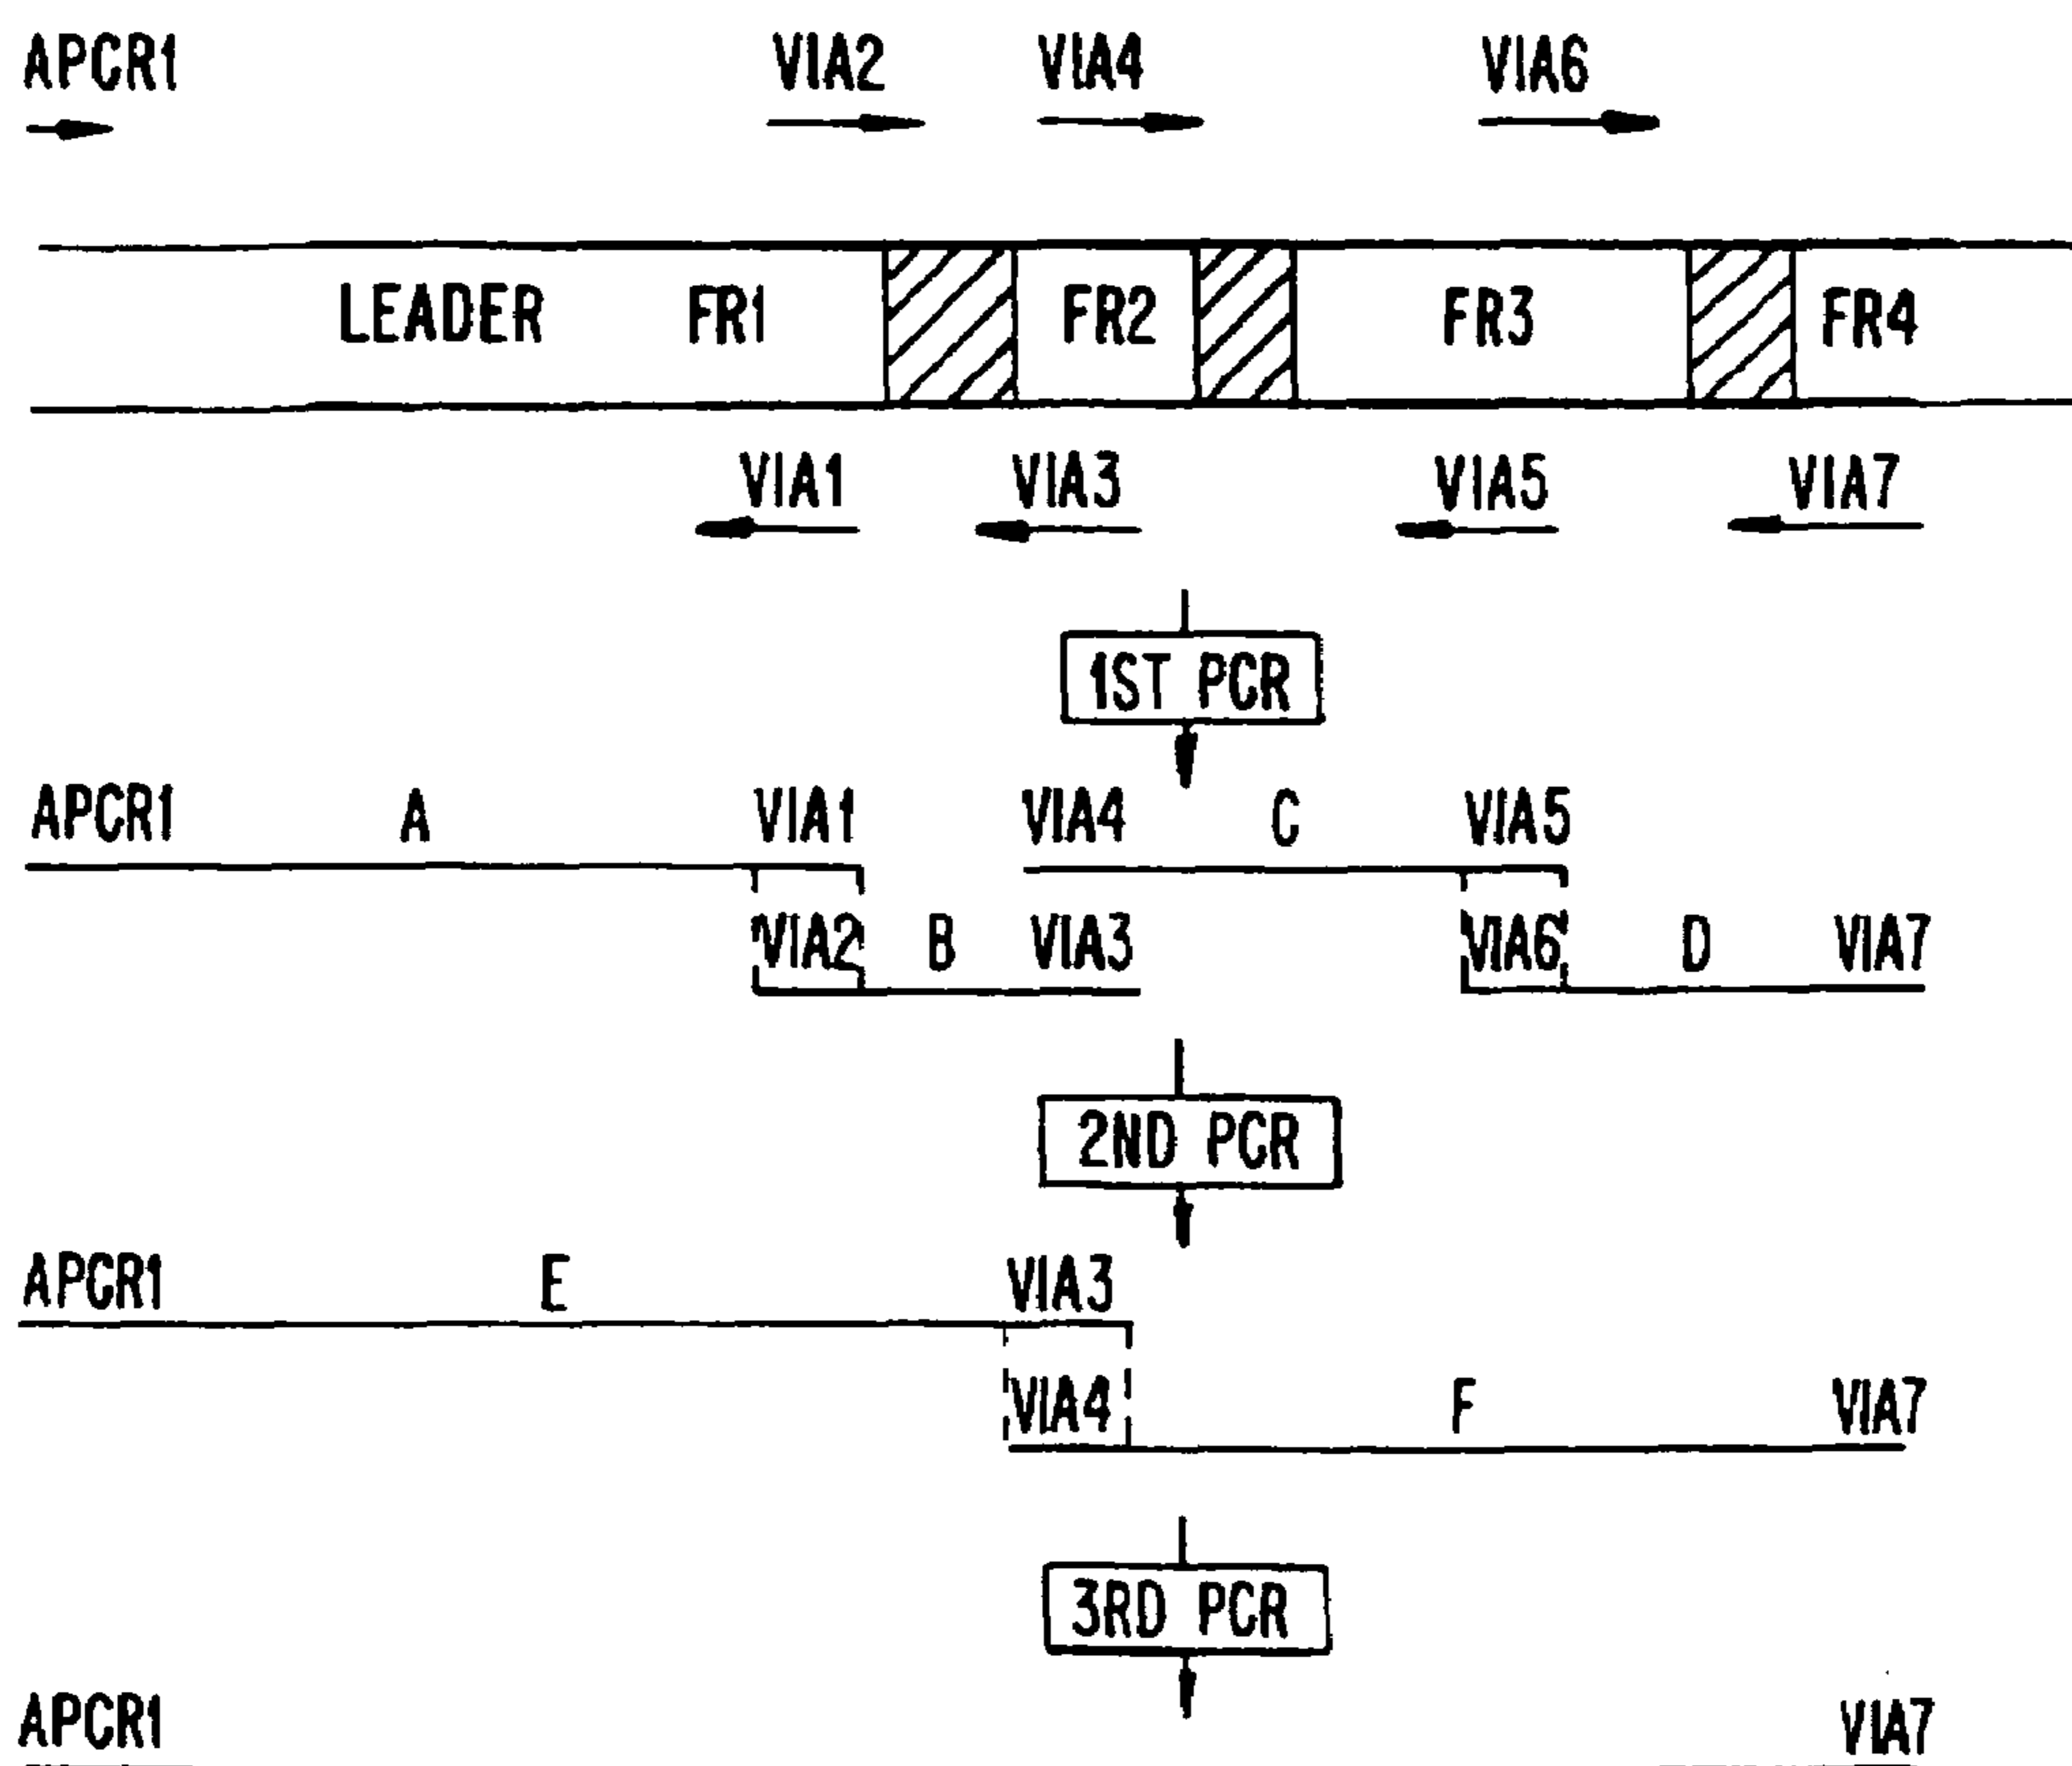 APCR1 VIA2 VIA4 VIA6
LEADER FR1 FR2 FR3 FR4
VIA1 VIA3 VIA5 VIA7
1ST PCR
APCR1 A VIA1 VIA4 C VIA5
VIA2 B VIA3 VIA6 D VIA7
2ND PCR
APCR1 E VIA3
VIA4 F VIA7
3RD PCR
APCR1 VIA7